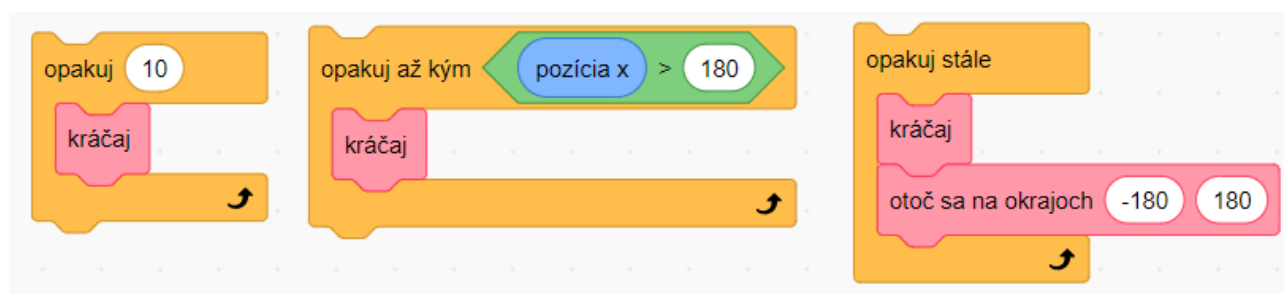 opakuj 10
kráčaj
opakuj až kým pozícia x > 180
kráčaj
opakuj stále
kráčaj
otoč sa na okrajoch -180 180